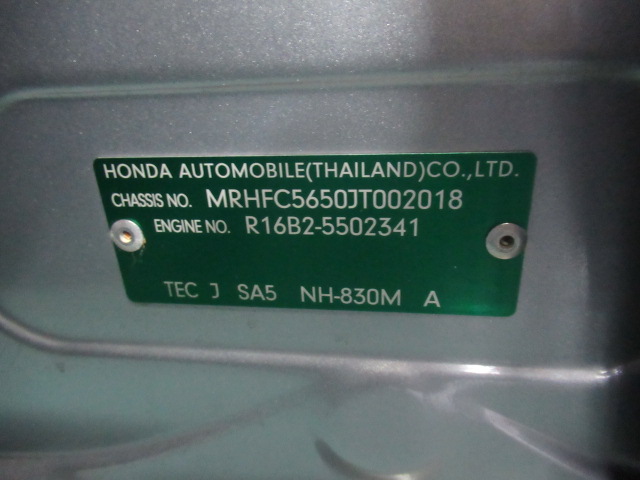 HONDA AUTOMOBILE(THAILAND)CO.,LTD.
CHASSIS NO. MRHFC5650JT002018
ENGINE NO. R16B2-5502341
TEC J SA5 NH-830M A